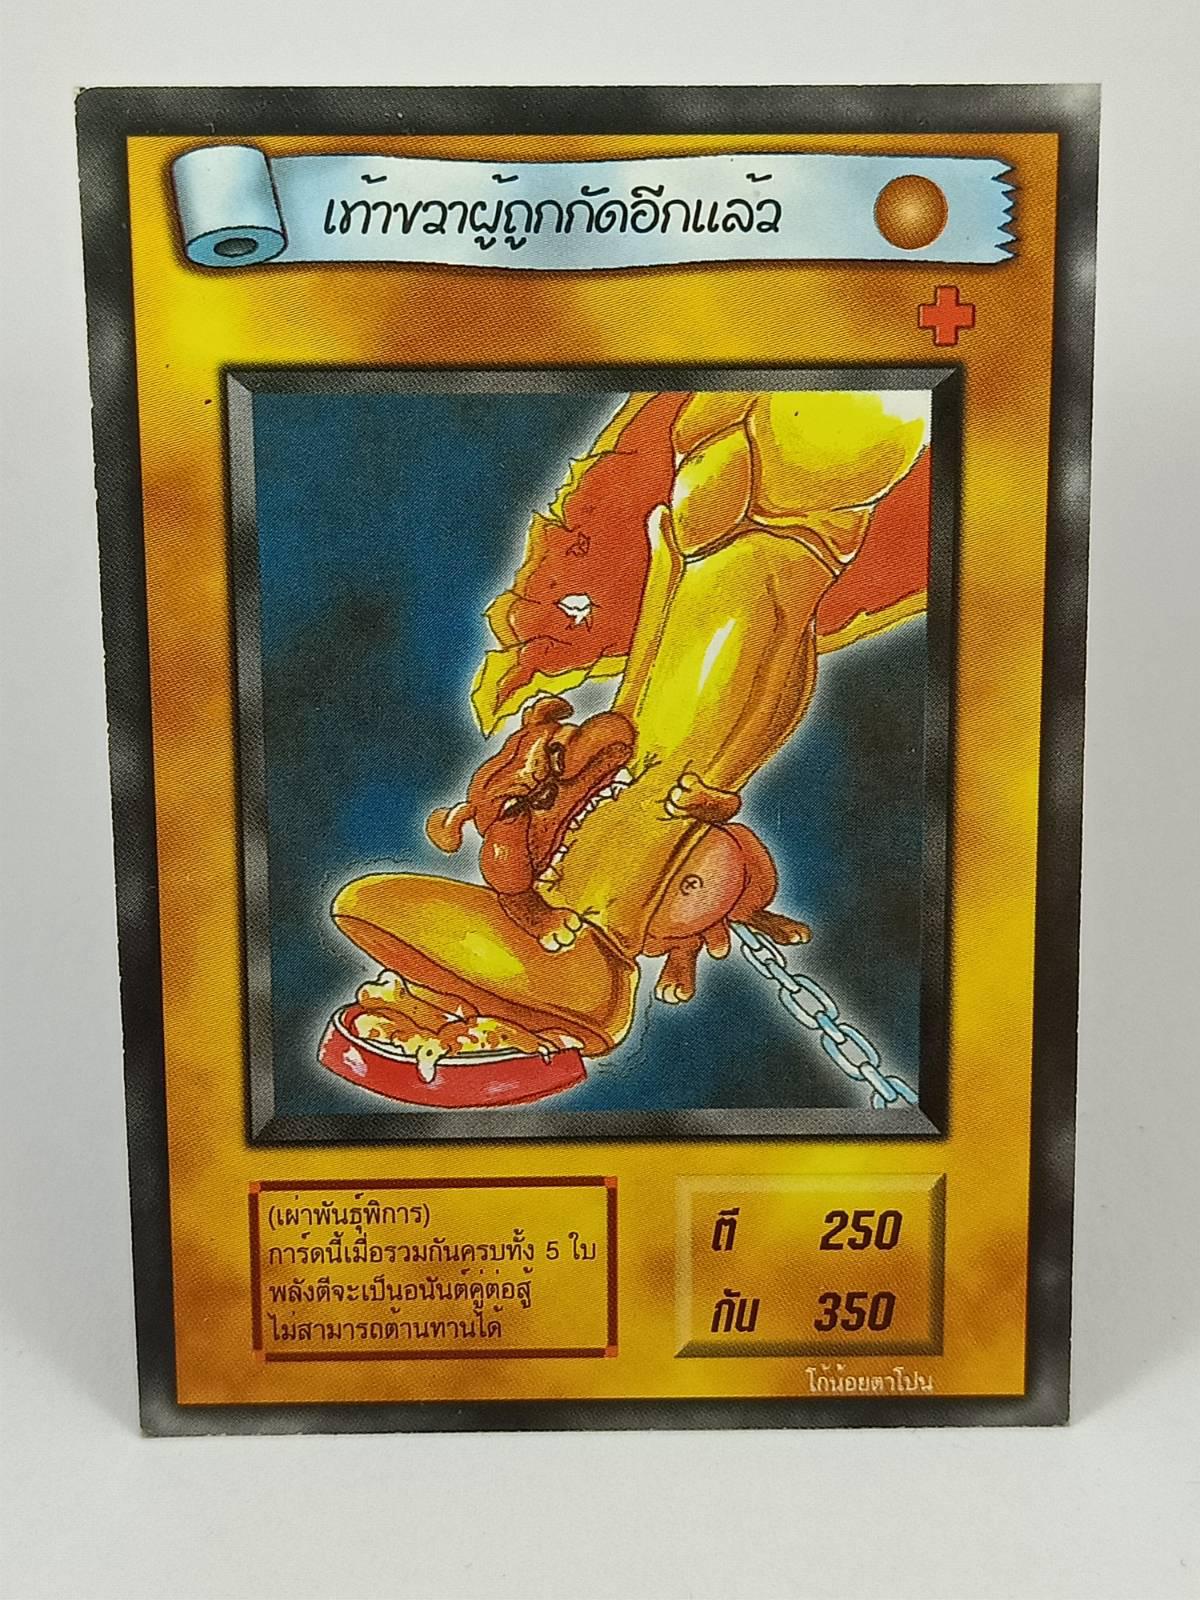 เท้าขวาผู้ถูกกัดอีกแล้ว
(เผ่าพันธุ์พิการ)
การ์ดนี้เมื่อรวมกันครบทั้ง 5 ใบ
พลังตีจะเป็นอนันต์คู่ต่อสู้
ไม่สามารถต้านทานได้
ตี 250
กัน 350
โก้น้อยตาโปน